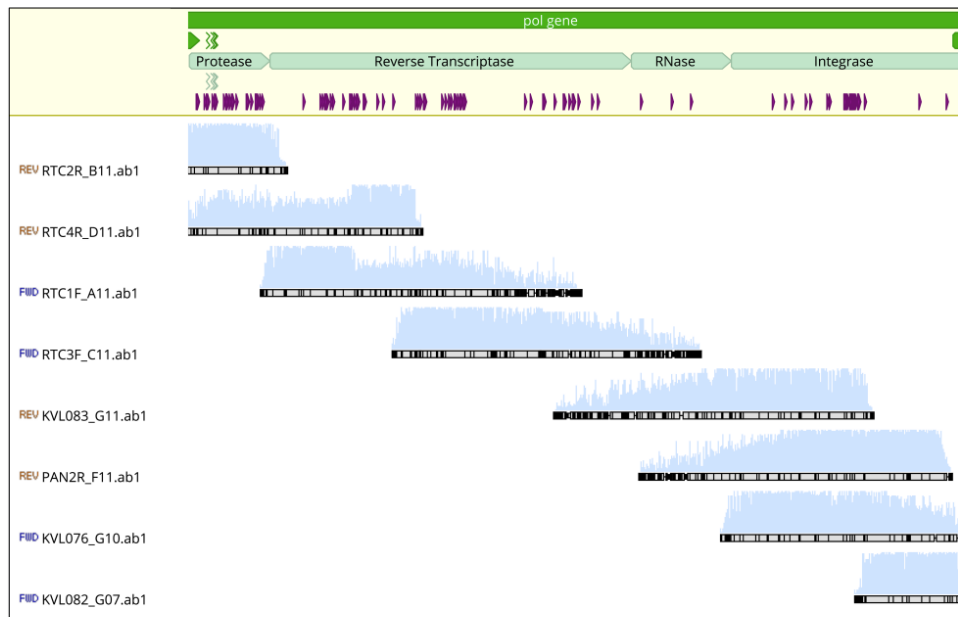 pol gene
Protease Reverse Transcriptase RNase Integrase
REV RTC2R_B11.ab1
REV RTC4R_D11.ab1
FWD RTC1F_A11.ab1
FWD RTC3F_C11.ab1
REV KVL083_G11.ab1
REV PAN2R_F11.ab1
FWD KVL076_G10.ab1
FWD KVL082_G07.ab1